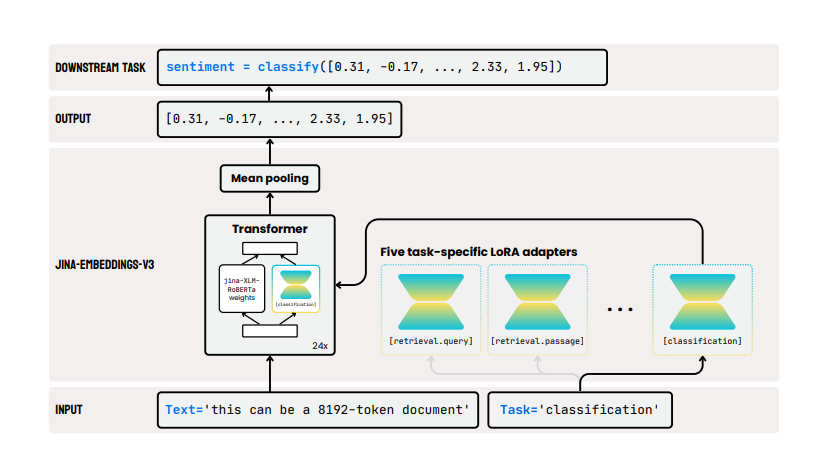 DOWNSTREAM TASK
sentiment = classify([0.31, -0.17, ..., 2.33, 1.95])
OUTPUT
[0.31, -0.17, ..., 2.33, 1.95]
Mean pooling
Transformer
JINA-EMBEDDINGS-V3
jina-XLM-
RoBERTa
weights
[classification]
24x
Five task-specific LoRA adapters
[retrieval.query]
[retrieval.passage]
...
[classification]
INPUT
Text='this can be a 8192-token document'
Task='classification'